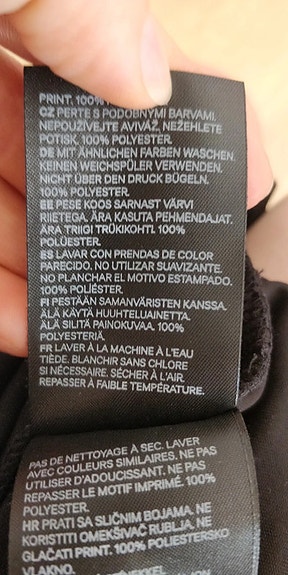 PRINT. 100%
CZ PERTE S PODOBNÝMI BARVAMI.
NEPOUŽÍVEJTE AVIVÁŽ. NEŽEHLETE
POTISK. 100% POLYESTER.
DE MIT ÄHNLICHEN FARBEN WASCHEN.
KEINEN WEICHSPÜLER VERWENDEN.
NICHT ÜBER DEN DRUCK BÜGELN.
100% POLYESTER.
EE PESE KOOS SARNAST VÄRVI
RIIETEGA. ÄRA KASUTA PEHMENDAJAT.
ÄRA TRIIGI TRÜKIKOHTI. 100%
POLÜESTER.
ES LAVAR CON PRENDAS DE COLOR
PARECIDO. NO UTILIZAR SUAVIZANTE.
NO PLANCHAR EL MOTIVO ESTAMPADO.
100% POLIÉSTER.
FI PESTÄÄN SAMANVÄRISTEN KANSSA.
ÄLÄ KÄYTÄ HUUHTELUAINETTA.
ÄLÄ SILITÄ PAINOKUVAA. 100%
POLYESTERIÄ.
FR LAVER À LA MACHINE À L'EAU
TIÈDE. BLANCHIR SANS CHLORE
SI NÉCESSAIRE. SÉCHER À L'AIR.
REPASSER À FAIBLE TEMPÉRATURE.
PAS DE NETTOYAGE À SEC. LAVER
AVEC COULEURS SIMILAIRES. NE PAS
UTILISER D'ADOUCISSANT. NE PAS
REPASSER LE MOTIF IMPRIMÉ. 100%
POLYESTER.
HR PRATI SA SLIČNIM BOJAMA. NE
KORISTITI OMEKŠIVAČ RUBLJA. NE
GLAČATI PRINT. 100% POLYESTER
VLAKNO.